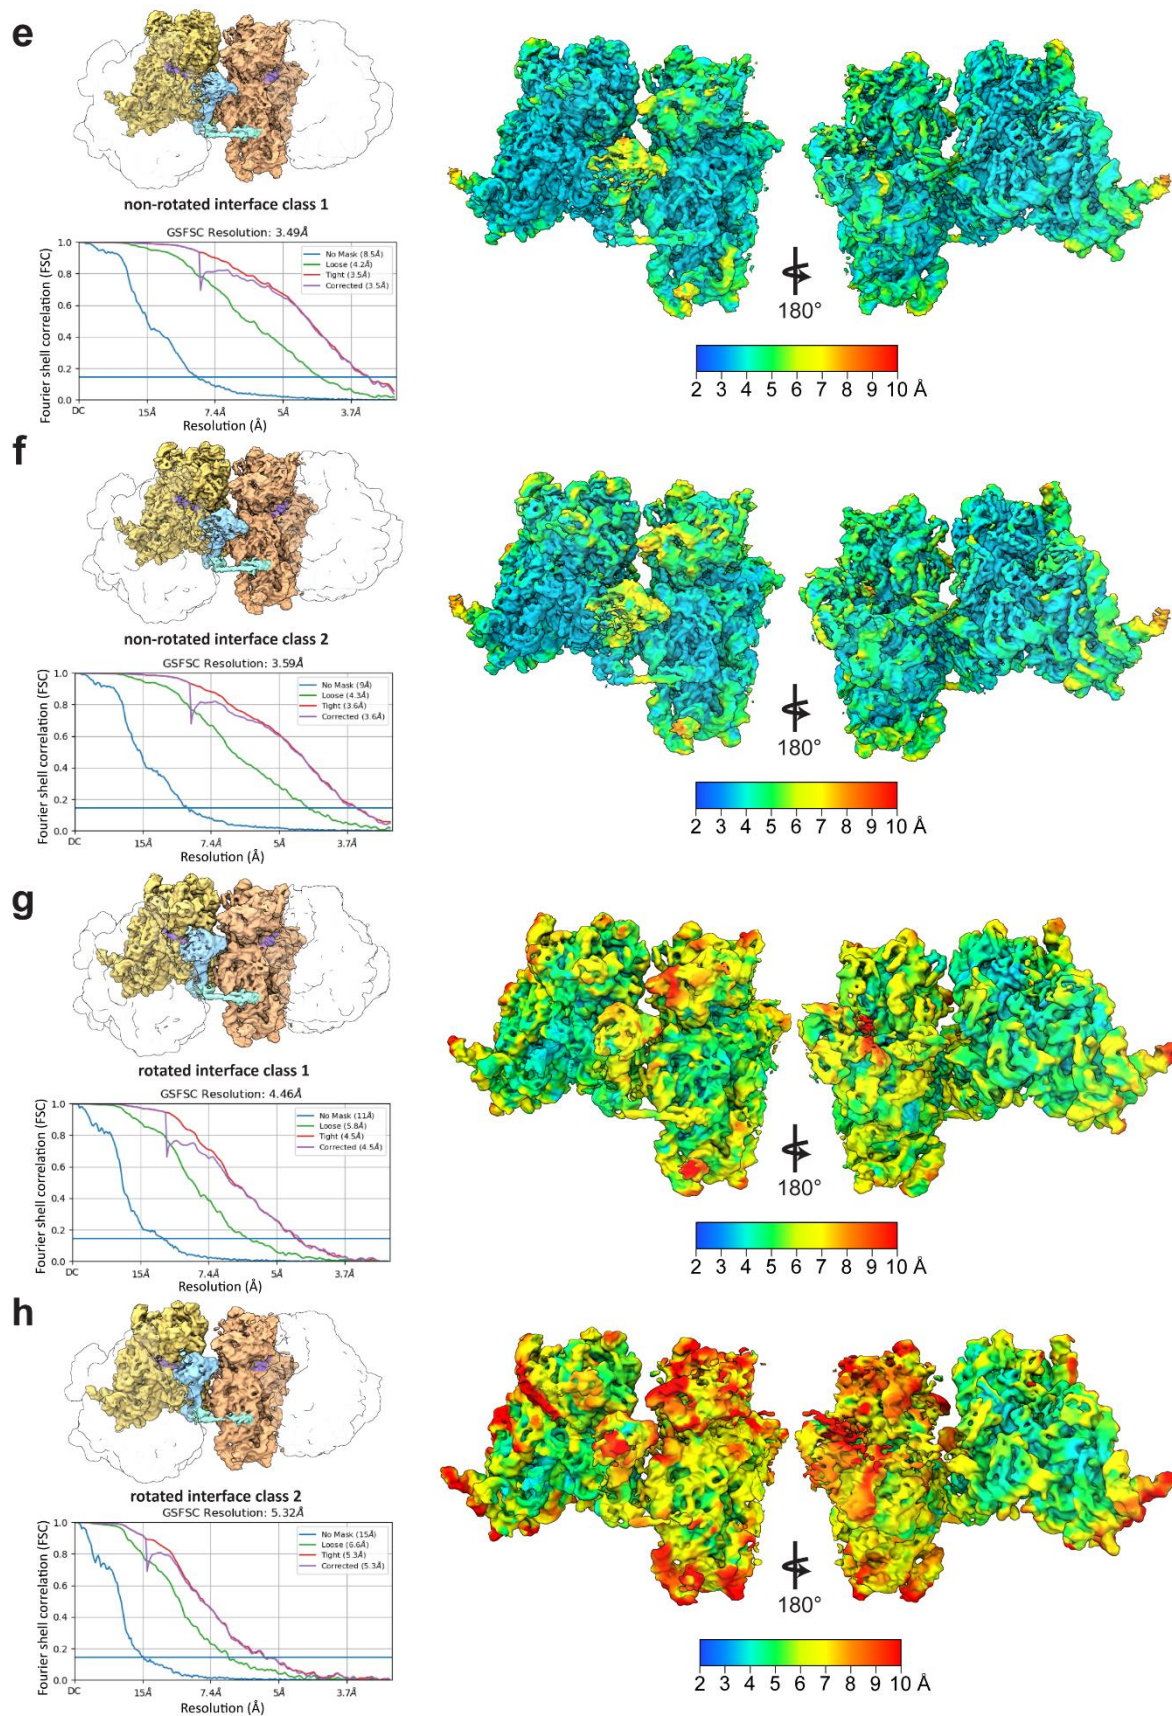 e
non-rotated interface class 1
GSFSC Resolution: 3.49Å
Fourier shell correlation (FSC)
1.0
0.8
0.6
0.4
0.2
0.0
No Mask (8.5Å)
Loose (4.2Å)
Tight (3.5Å)
Corrected (3.5Å)
DC
15Å
7.4Å
5Å
3.7Å
Resolution (Å)
180°
2 3 4 5 6 7 8 9 10 Å
f
non-rotated interface class 2
GSFSC Resolution: 3.59Å
Fourier shell correlation (FSC)
1.0
0.8
0.6
0.4
0.2
0.0
No Mask (9Å)
Loose (4.3Å)
Tight (3.6Å)
Corrected (3.6Å)
DC
15Å
7.4Å
5Å
3.7Å
Resolution (Å)
180°
2 3 4 5 6 7 8 9 10 Å
g
rotated interface class 1
GSFSC Resolution: 4.46Å
Fourier shell correlation (FSC)
1.0
0.8
0.6
0.4
0.2
0.0
No Mask (11Å)
Loose (5.8Å)
Tight (4.5Å)
Corrected (4.5Å)
DC
15Å
7.4Å
5Å
3.7Å
Resolution (Å)
180°
2 3 4 5 6 7 8 9 10 Å
h
rotated interface class 2
GSFSC Resolution: 5.32Å
Fourier shell correlation (FSC)
1.0
0.8
0.6
0.4
0.2
0.0
No Mask (15Å)
Loose (6.6Å)
Tight (5.3Å)
Corrected (5.3Å)
DC
15Å
7.4Å
5Å
3.7Å
Resolution (Å)
180°
2 3 4 5 6 7 8 9 10 Å